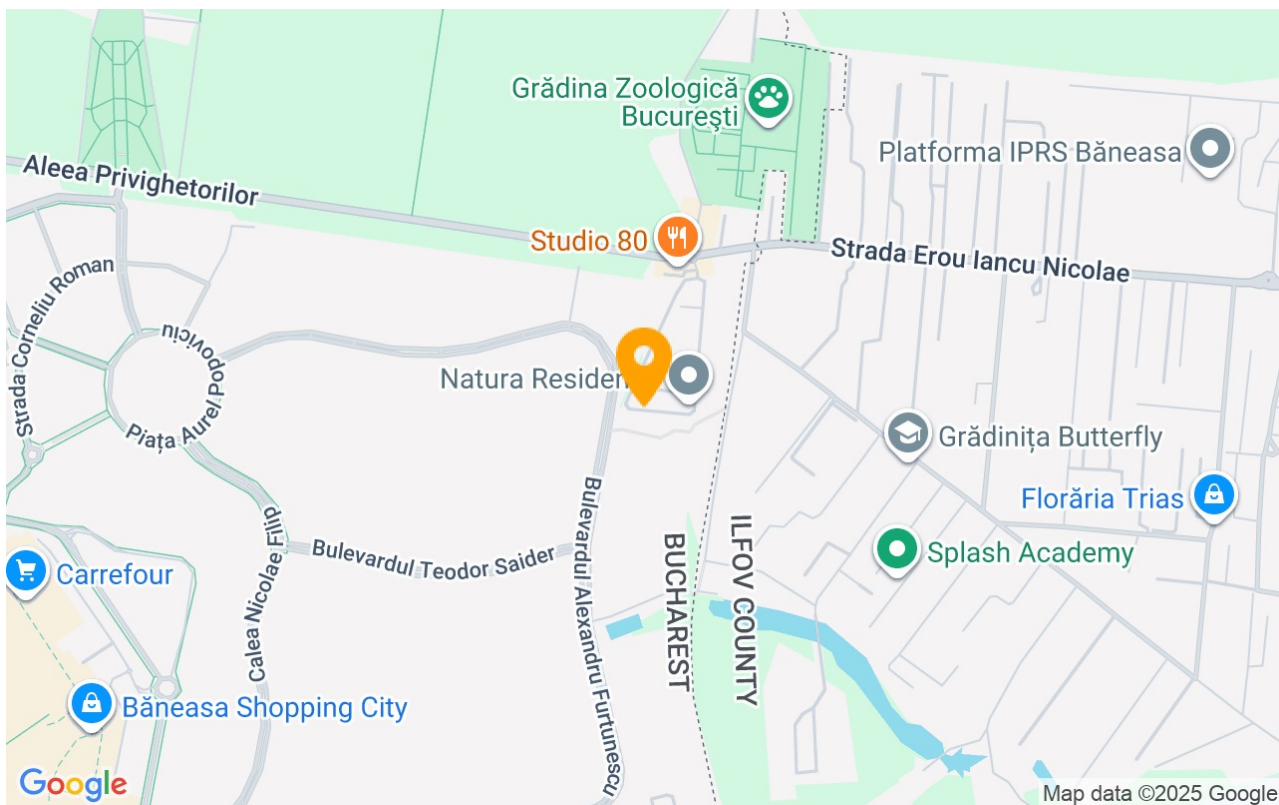 Grădina Zoologică
Bucureşti
Platforma IPRS Băneasa
Aleea Privighetorilor
Studio 80
Strada Erou Iancu Nicolae
Strada Corneliu Roman
Piața Aurel Popoviciu
Natura Residen
Grădinița Butterfly
Florăria Trias
Calea Nicolae Filip
Bulevardul Teodor Saider
Bulevardul Alexandru Furtunescu
BUCHAREST
ILFOV COUNTY
Splash Academy
Carrefour
Băneasa Shopping City
Google
Map data ©2025 Google